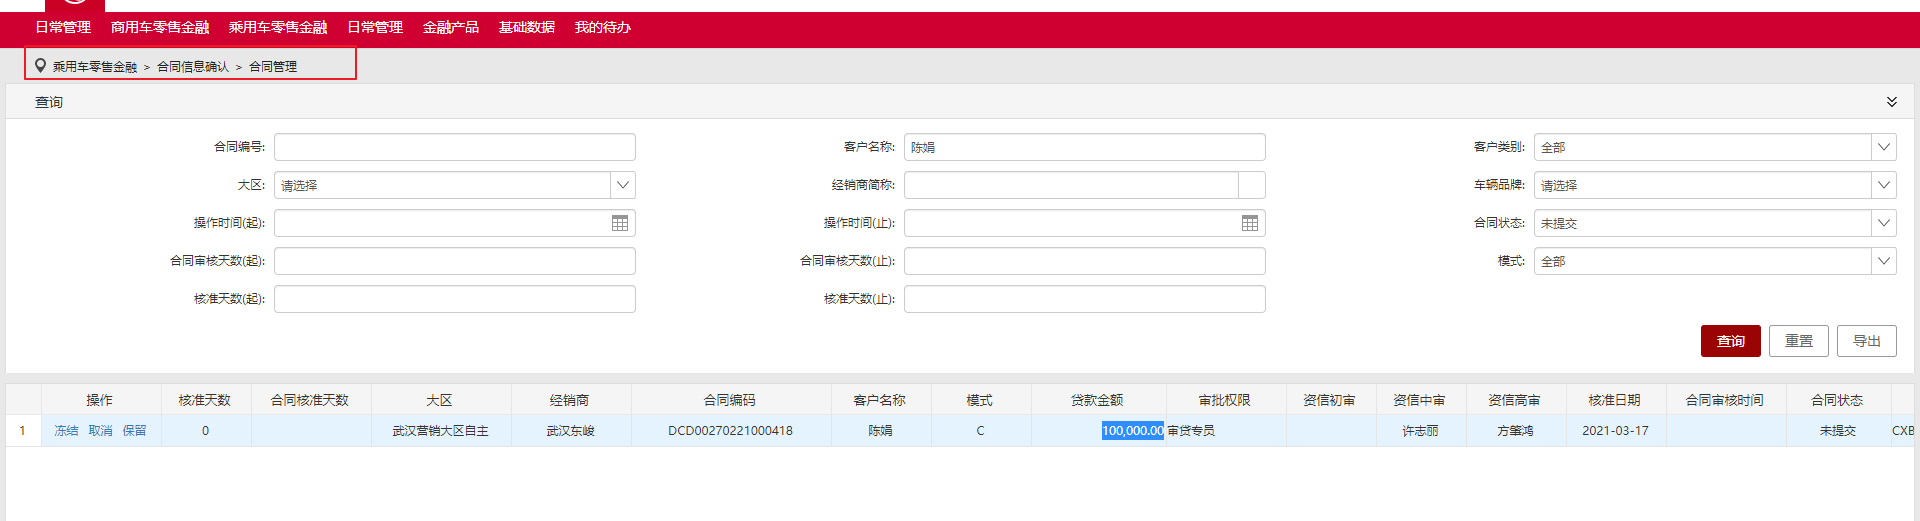 日常管理 商用车零售金融 乘用车零售金融 日常管理 金融产品 基础数据 我的待办
乘用车零售金融 > 合同信息确认 > 合同管理
查询
合同编号: 客户名称: 陈娟 客户类别: 全部
大区: 请选择 经销商简称: 车辆品牌: 请选择
操作时间(起): 操作时间(止): 合同状态: 未提交
合同审核天数(起): 合同审核天数(止): 模式: 全部
核准天数(起): 核准天数(止):
查询 重置 导出
操作 核准天数 合同核准天数 大区 经销商 合同编码 客户名称 模式 贷款金额 审批权限 资信初审 资信中审 资信高审 核准日期 合同审核时间 合同状态
1 冻结 取消 保留 0 武汉营销大区自主 武汉东峻 DCD00270221000418 陈娟 C 100,000.00 审贷专员 许志丽 方肇鸿 2021-03-17 未提交 CXB